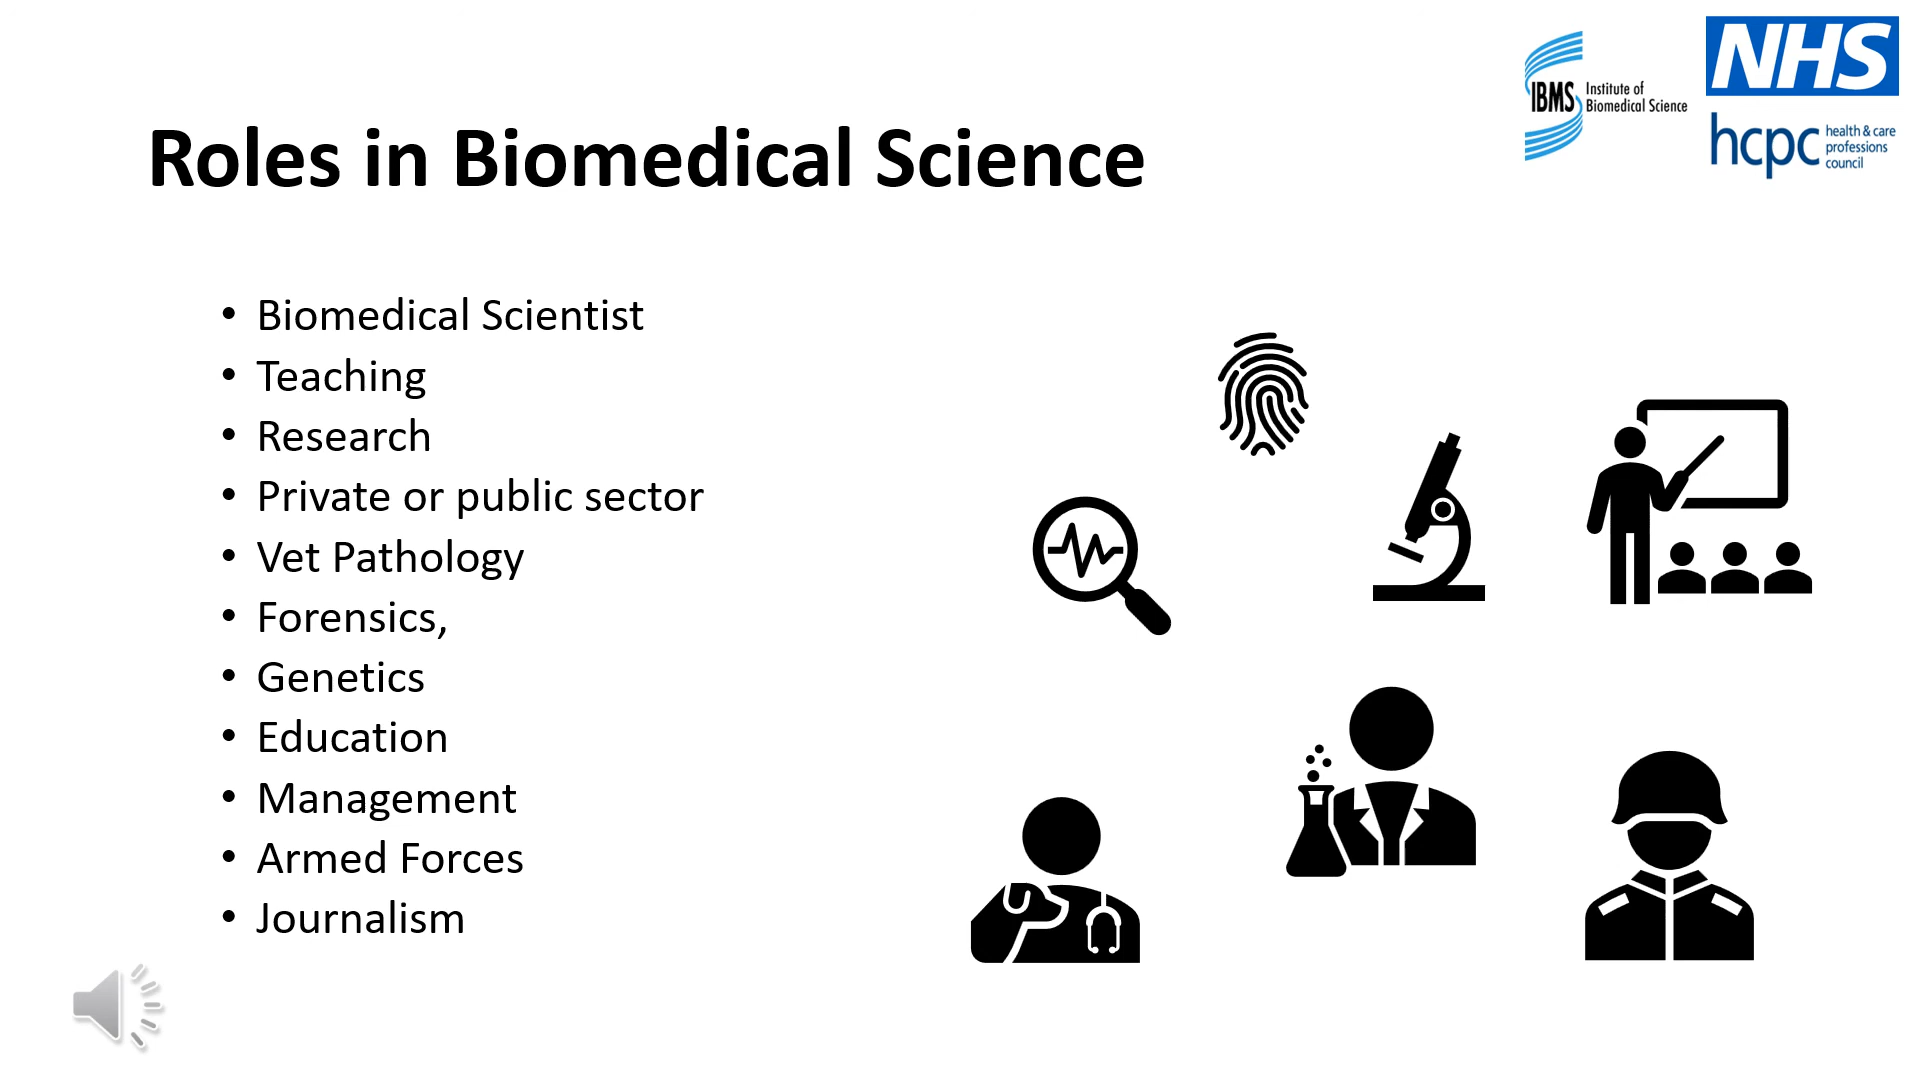 NHS
IBMS
Institute of
Biomedical Science
hcpc
health & care
professions
council
Roles in Biomedical Science
• Biomedical Scientist
• Teaching
• Research
• Private or public sector
• Vet Pathology
• Forensics,
• Genetics
• Education
• Management
• Armed Forces
• Journalism